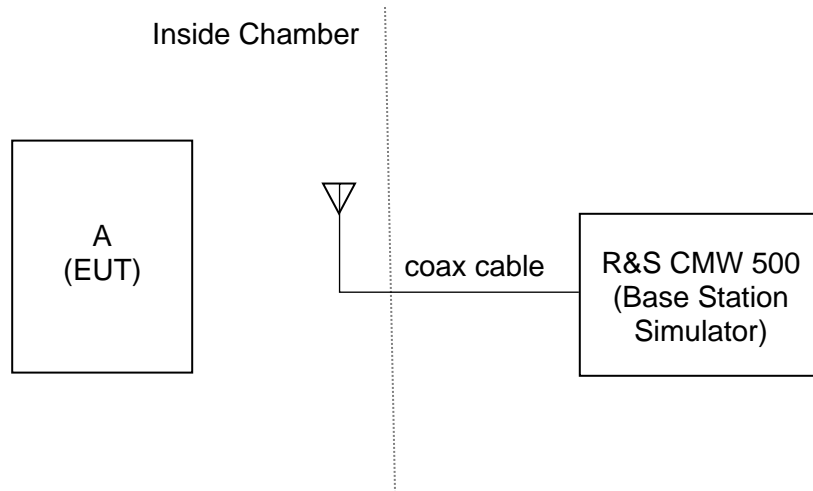 Inside Chamber
A
(EUT)
coax cable
R&S CMW 500
(Base Station
Simulator)